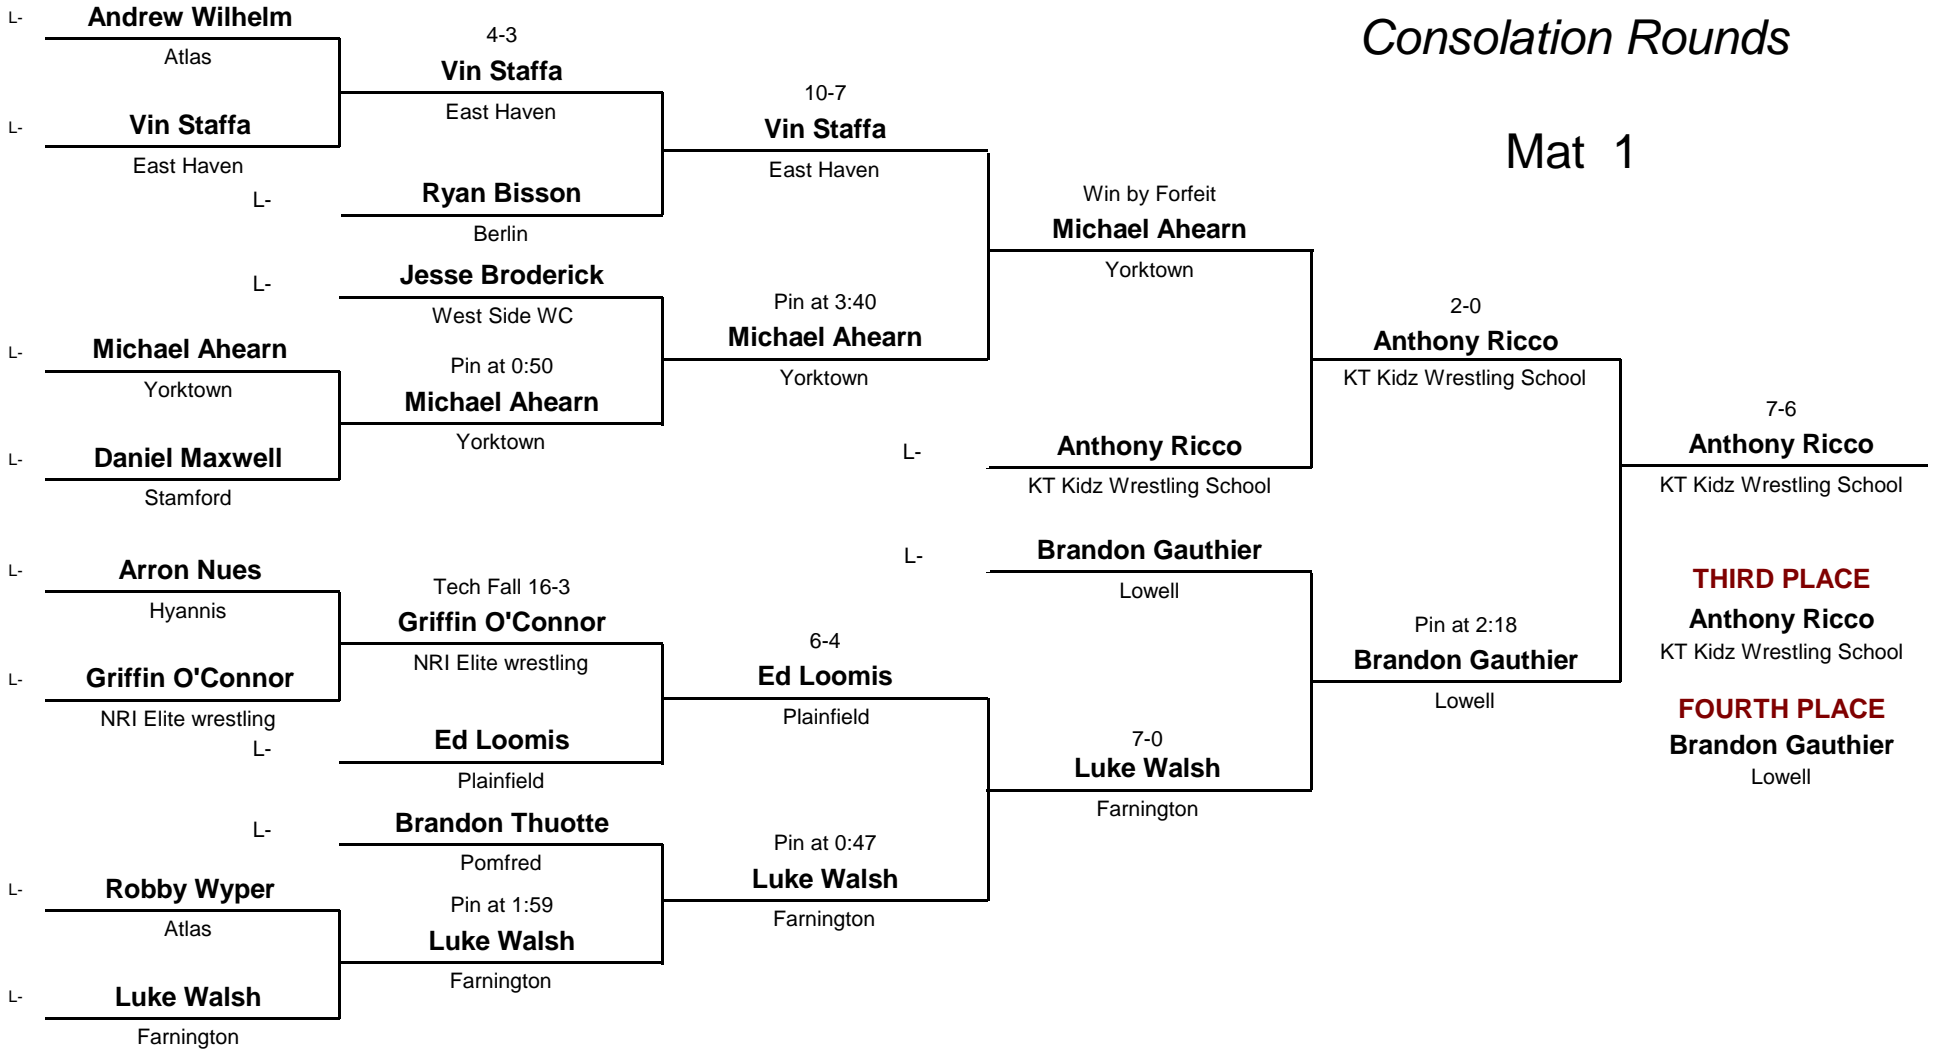 Consolation Rounds
Mat 1
L-
Andrew Wilhelm
Atlas
L-
Vin Staffa
East Haven
L-
Michael Ahearn
Yorktown
L-
Daniel Maxwell
Stamford
L-
Arron Nues
Hyannis
L-
Griffin O'Connor
NRI Elite wrestling
L-
Robby Wyper
Atlas
L-
Luke Walsh
Farnington
4-3
Vin Staffa
East Haven
L-
Ryan Bisson
Berlin
L-
Jesse Broderick
West Side WC
Pin at 0:50
Michael Ahearn
Yorktown
Tech Fall 16-3
Griffin O'Connor
NRI Elite wrestling
L-
Ed Loomis
Plainfield
L-
Brandon Thuotte
Pomfred
Pin at 1:59
Luke Walsh
Farnington
10-7
Vin Staffa
East Haven
Pin at 3:40
Michael Ahearn
Yorktown
6-4
Ed Loomis
Plainfield
Pin at 0:47
Luke Walsh
Farnington
Win by Forfeit
Michael Ahearn
Yorktown
L-
Anthony Ricco
KT Kidz Wrestling School
L-
Brandon Gauthier
Lowell
7-0
Luke Walsh
Farnington
2-0
Anthony Ricco
KT Kidz Wrestling School
Pin at 2:18
Brandon Gauthier
Lowell
7-6
Anthony Ricco
KT Kidz Wrestling School
THIRD PLACE
Anthony Ricco
KT Kidz Wrestling School
FOURTH PLACE
Brandon Gauthier
Lowell